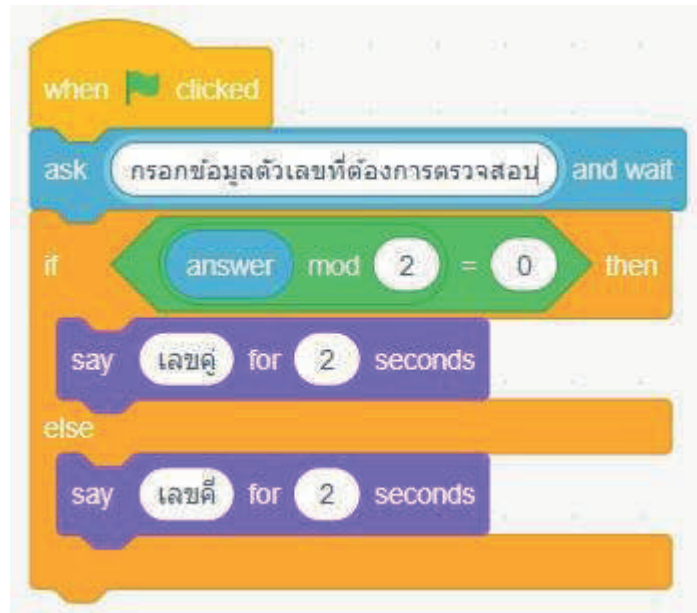 when clicked
ask กรอกข้อมูลตัวเลขที่ต้องการตรวจสอบ and wait
if answer mod 2 = 0 then
say เลขคู่ for 2 seconds
else
say เลขคี่ for 2 seconds